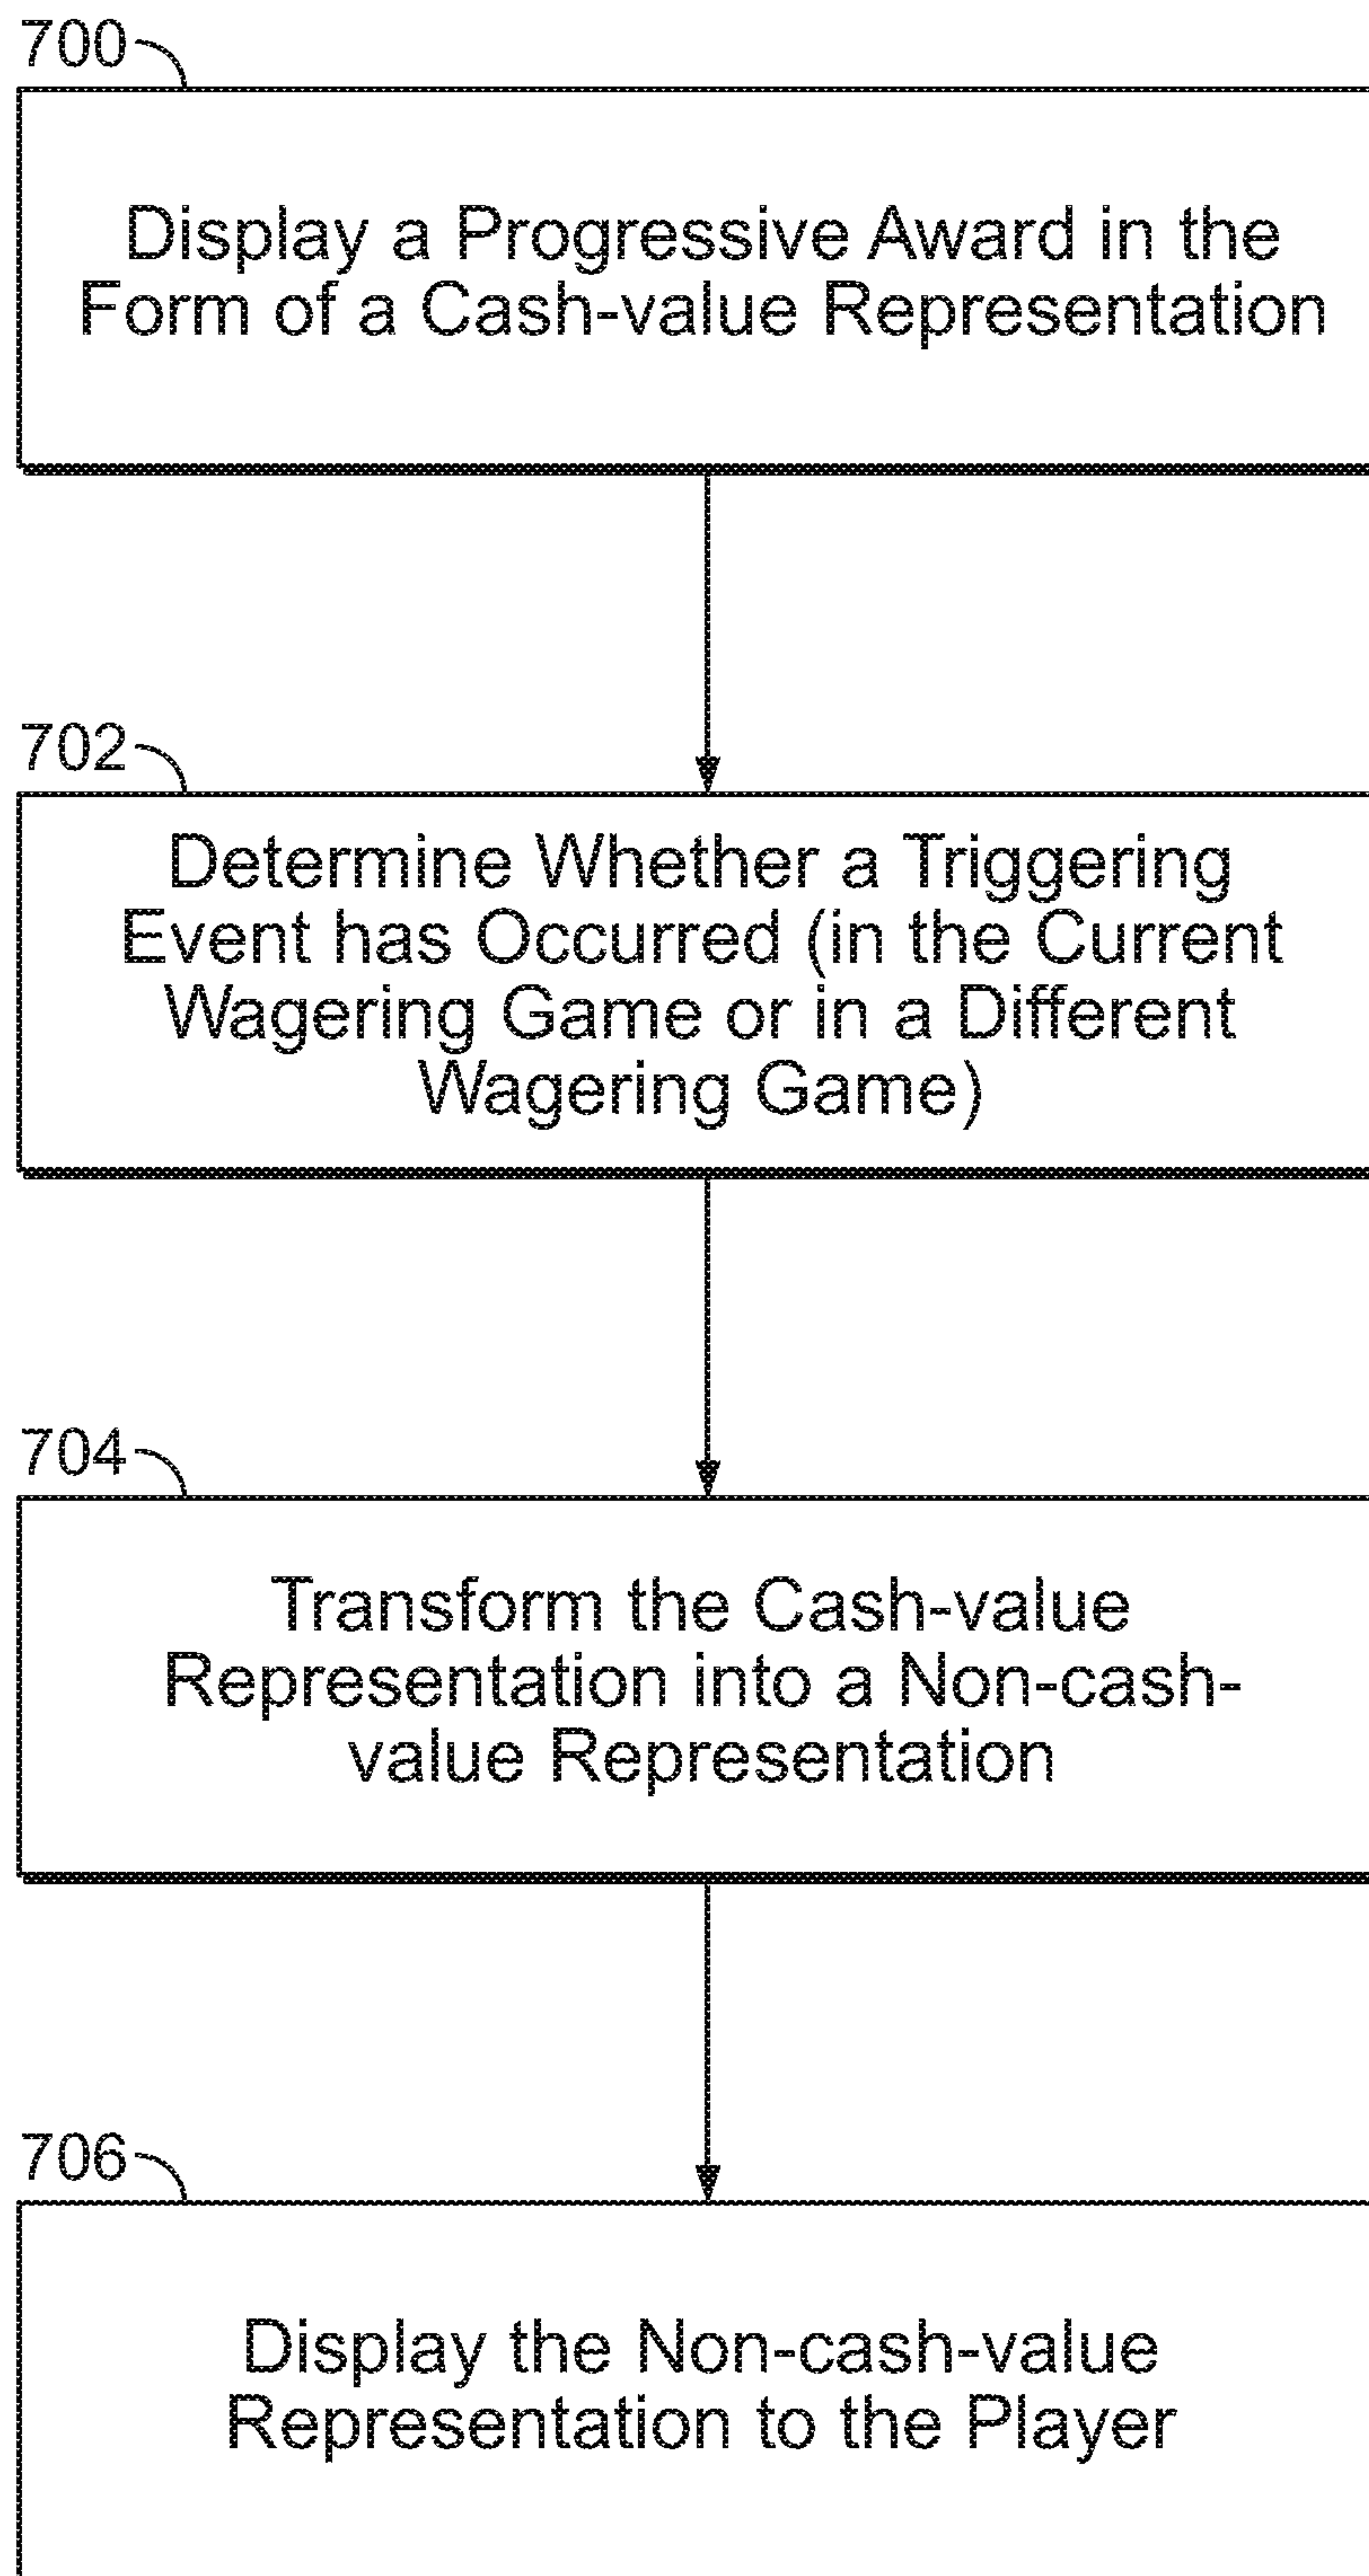 700
Display a Progressive Award in the
Form of a Cash-value Representation
702
Determine Whether a Triggering
Event has Occurred (in the Current
Wagering Game or in a Different
Wagering Game)
704
Transform the Cash-value
Representation into a Non-cash-
value Representation
706
Display the Non-cash-value
Representation to the Player